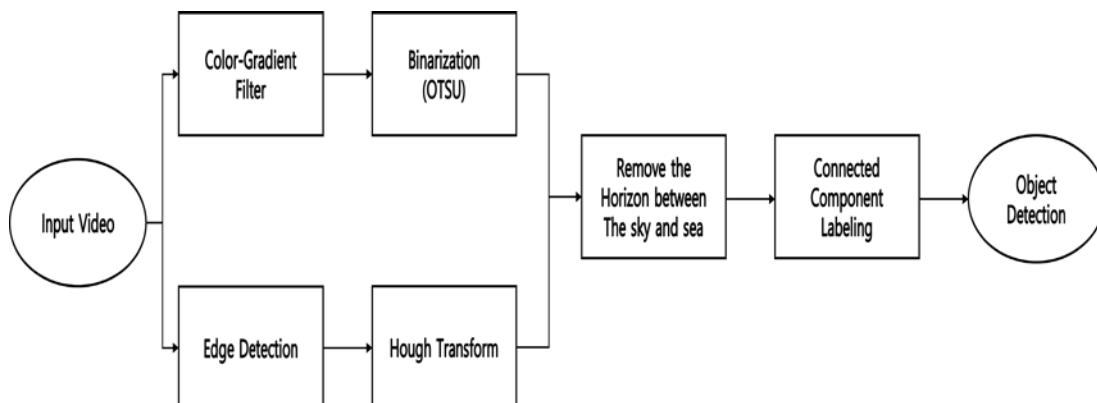 Color-Gradient
Filter
Binarization
(OTSU)
Input Video
Remove the
Horizon between
The sky and sea
Connected
Component
Labeling
Object
Detection
Edge Detection
Hough Transform